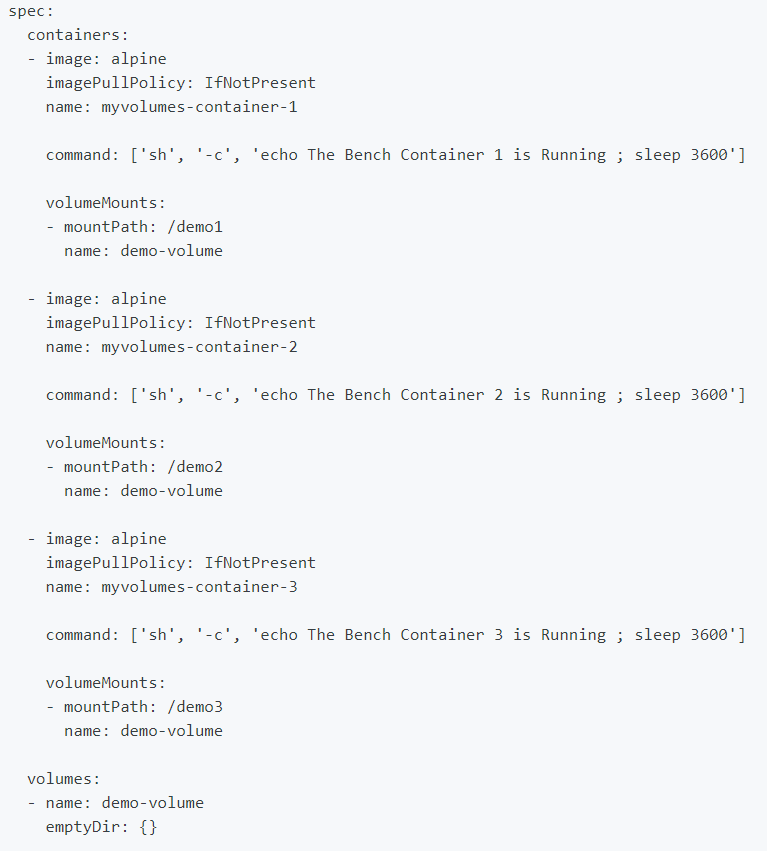 spec:
  containers:
  - image: alpine
    imagePullPolicy: IfNotPresent
    name: myvolumes-container-1
    command: ['sh', '-c', 'echo The Bench Container 1 is Running ; sleep 3600']
    volumeMounts:
    - mountPath: /demo1
      name: demo-volume
  - image: alpine
    imagePullPolicy: IfNotPresent
    name: myvolumes-container-2
    command: ['sh', '-c', 'echo The Bench Container 2 is Running ; sleep 3600']
    volumeMounts:
    - mountPath: /demo2
      name: demo-volume
  - image: alpine
    imagePullPolicy: IfNotPresent
    name: myvolumes-container-3
    command: ['sh', '-c', 'echo The Bench Container 3 is Running ; sleep 3600']
    volumeMounts:
    - mountPath: /demo3
      name: demo-volume
  volumes:
  - name: demo-volume
    emptyDir: {}